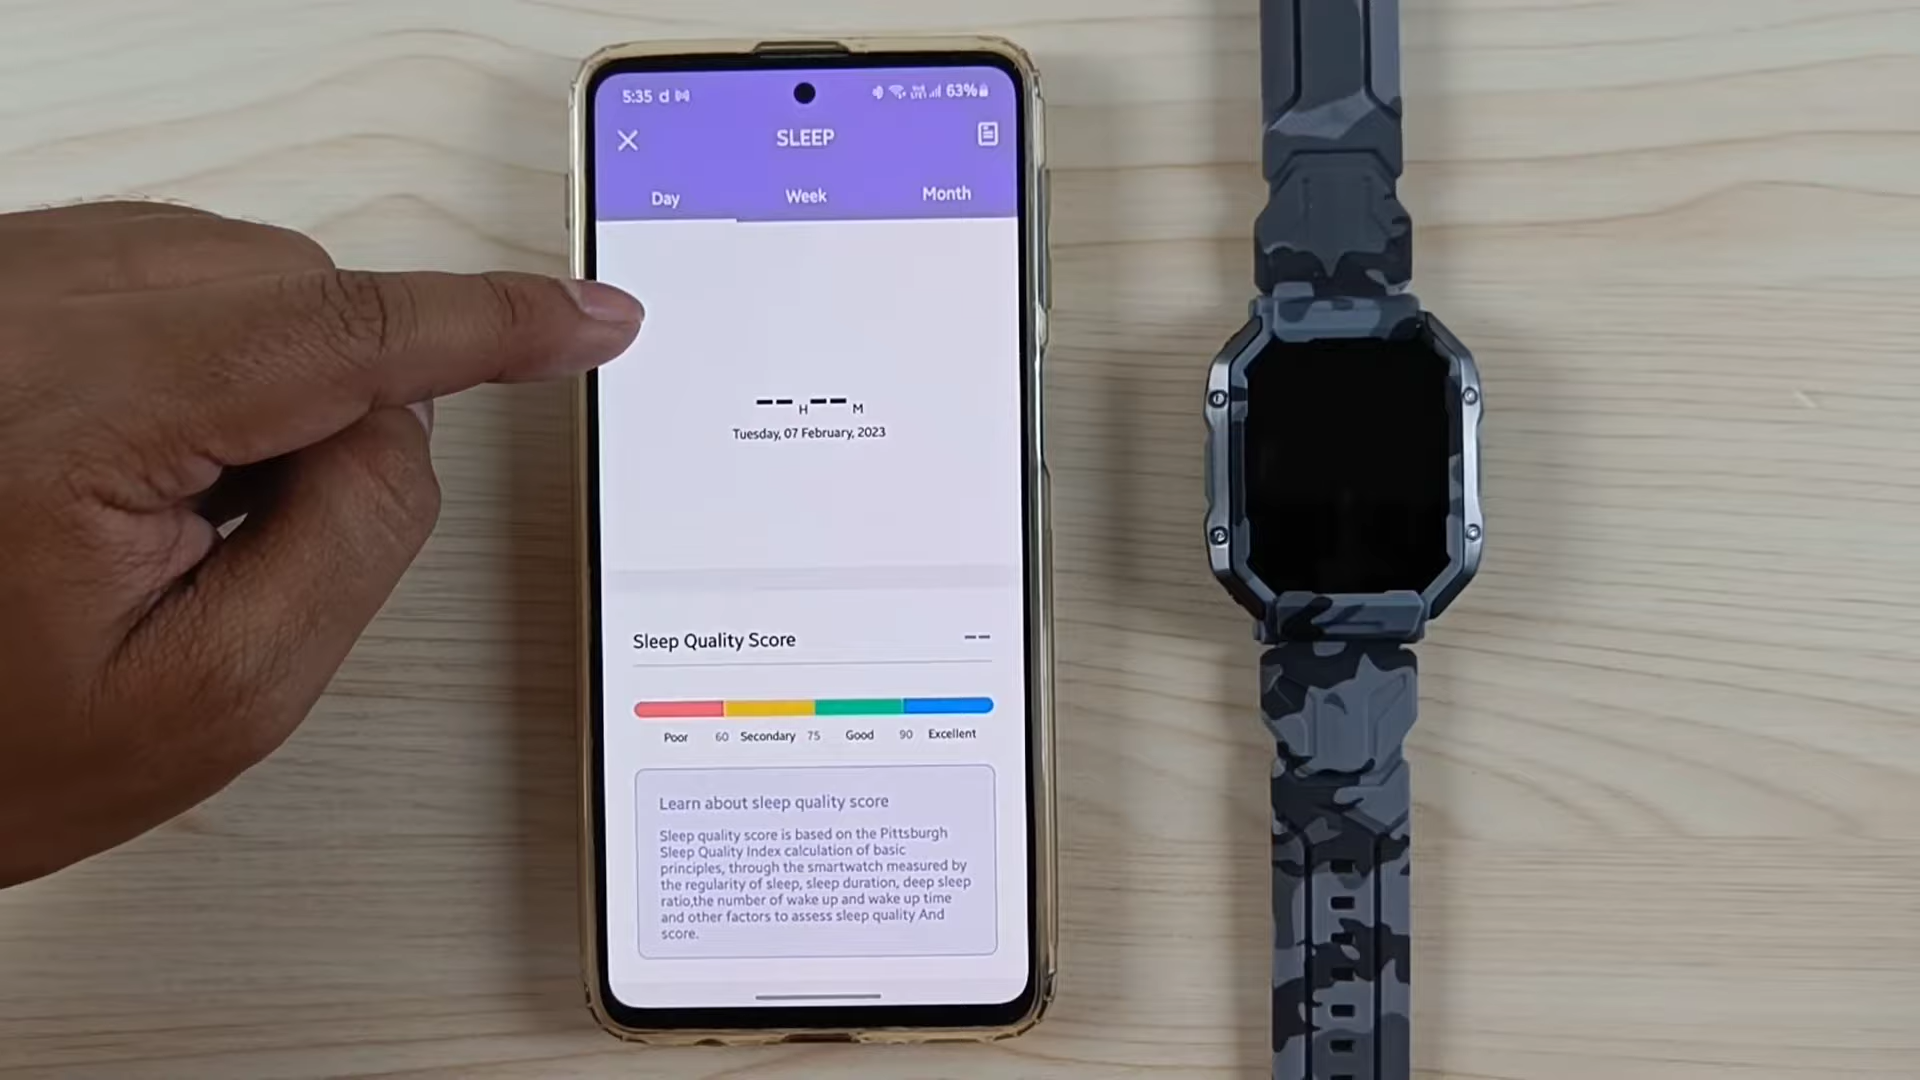 5:35 d 63%
SLEEP
Day Week Month
-- H -- M
Tuesday, 07 February, 2023
Sleep Quality Score --
Poor 60 Secondary 75 Good 90 Excellent
Learn about sleep quality score
Sleep quality score is based on the Pittsburgh
Sleep Quality Index calculation of basic
principles, through the smartwatch measured by
the regularity of sleep, sleep duration, deep sleep
ratio,the number of wake up and wake up time
and other factors to assess sleep quality And
score.